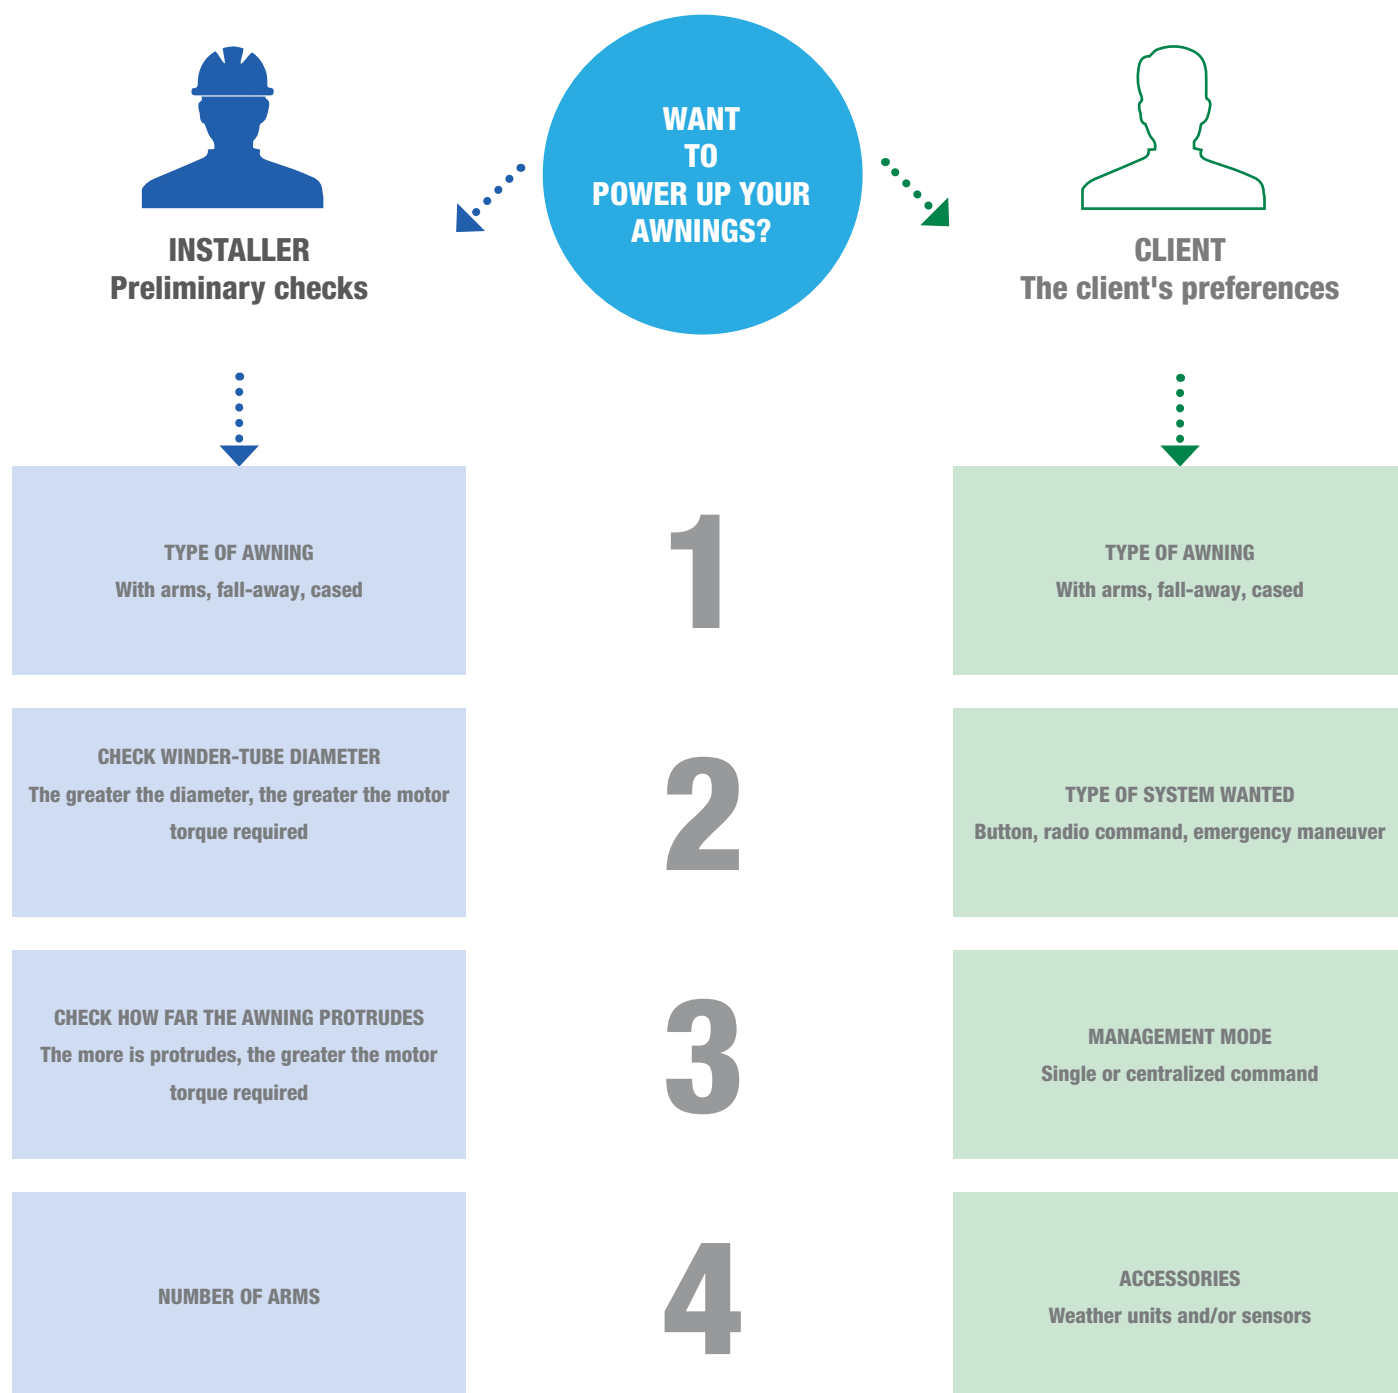 WANT
TO
POWER UP YOUR
AWNINGS?
INSTALLER
Preliminary checks
CLIENT
The client's preferences
TYPE OF AWNING
With arms, fall-away, cased
1
TYPE OF AWNING
With arms, fall-away, cased
CHECK WINDER-TUBE DIAMETER
The greater the diameter, the greater the motor
torque required
2
TYPE OF SYSTEM WANTED
Button, radio command, emergency maneuver
CHECK HOW FAR THE AWNING PROTRUDES
The more is protrudes, the greater the motor
torque required
3
MANAGEMENT MODE
Single or centralized command
NUMBER OF ARMS
4
ACCESSORIES
Weather units and/or sensors